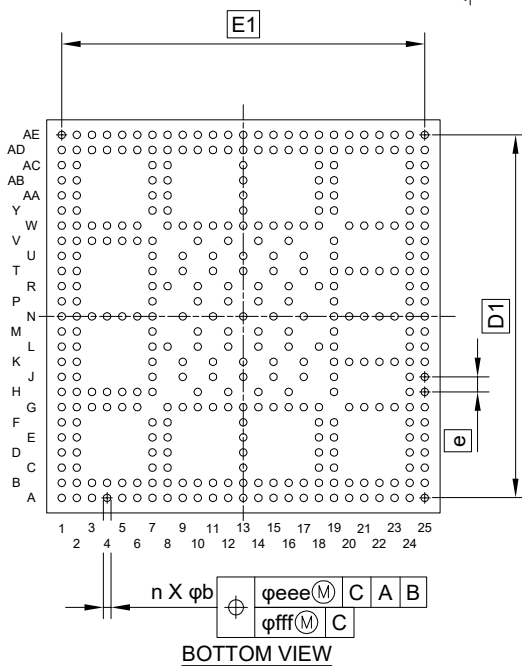 E1
AE
AD
AC
AB
AA
Y
W
V
U
T
R
P
N
M
L
K
J
H
G
F
E
D
C
B
A
D1
e
1 3 5 7 9 11 13 15 17 19 21 23 25
2 4 6 8 10 12 14 16 18 20 22 24
n X φb
φeee Ⓜ C A B
φfff Ⓜ C
BOTTOM VIEW